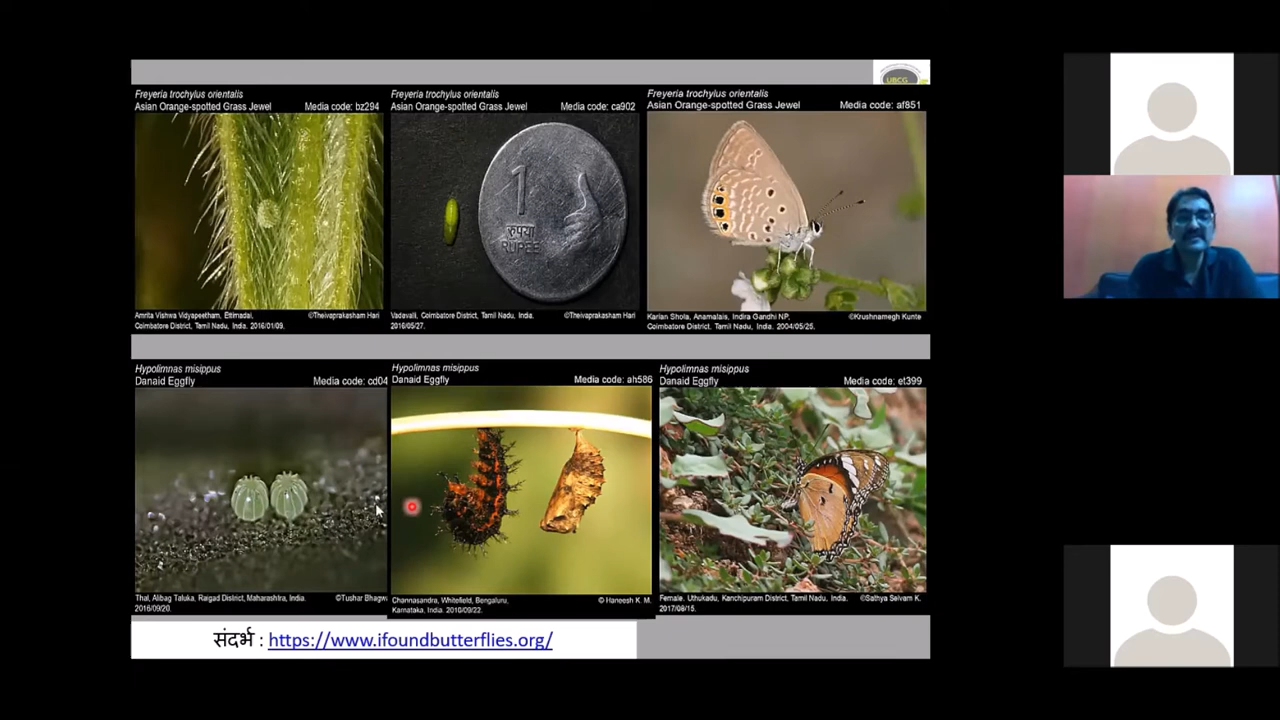 UBCG
Freyeria trochylus orientalis
Asian Orange-spotted Grass Jewel Media code: bz294
Freyeria trochylus orientalis
Asian Orange-spotted Grass Jewel Media code: ca902
Freyeria trochylus orientalis
Asian Orange-spotted Grass Jewel Media code: af851
1
रुपया
RUPEE
Amrita Vishwa Vidyapeetham, Ettimadai, ©Theivaprakasham Hari
Coimbatore District, Tamil Nadu, India. 2016/01/09.
Vadavalli, Coimbatore District, Tamil Nadu, India. ©Theivaprakasham Hari
2016/05/27.
Karian Shola, Anamalais, Indira Gandhi NP, ©Krushnamegh Kunte
Coimbatore District, Tamil Nadu, India. 2004/05/25.
Hypolimnas misippus
Danaid Eggfly Media code: cd04
Hypolimnas misippus
Danaid Eggfly Media code: ah586
Hypolimnas misippus
Danaid Eggfly Media code: et399
Thal, Alibag Taluka, Raigad District, Maharashtra, India. ©Tushar Bhagwa
2016/09/20.
Channasandra, Whitefield, Bengaluru, © Haneesh K. M.
Karnataka, India. 2010/09/22.
Female. Uthukadu, Kanchipuram District, Tamil Nadu, India. ©Sathya Selvam K.
2017/08/15.
संदर्भ : https://www.ifoundbutterflies.org/